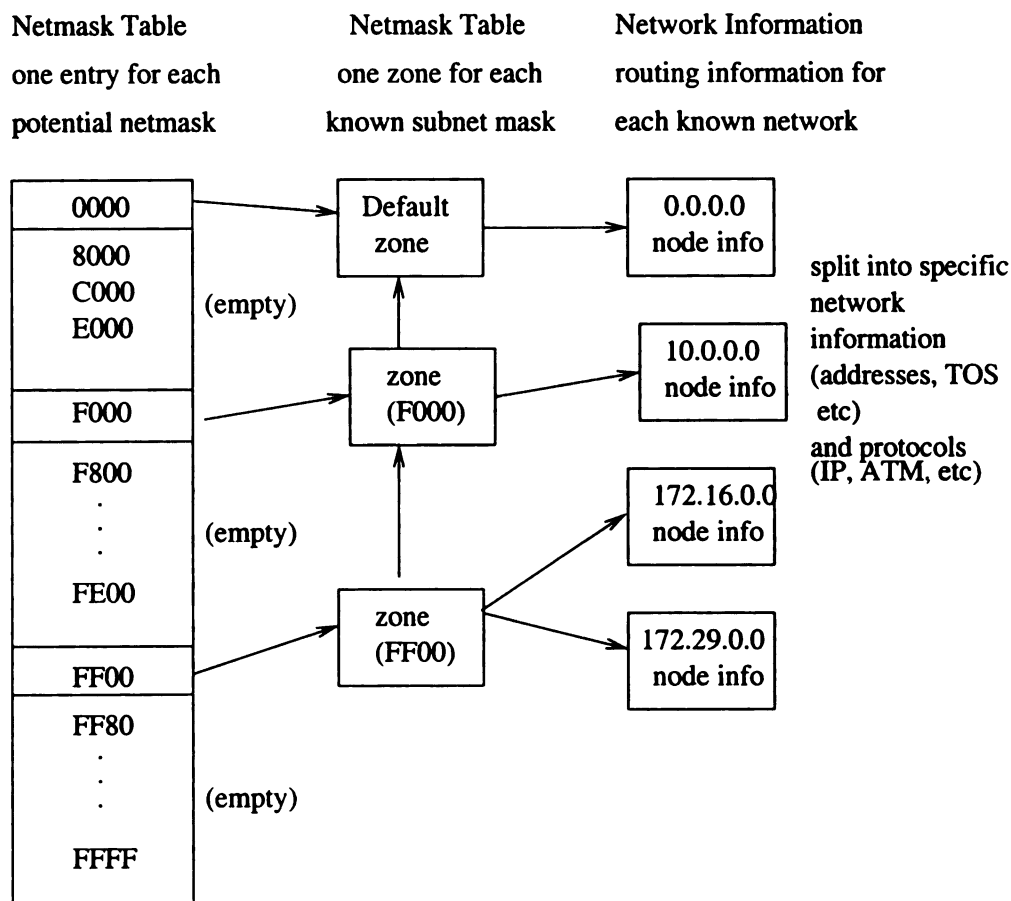 Netmask Table
one entry for each
potential netmask
Netmask Table
one zone for each
known subnet mask
Network Information
routing information for
each known network
0000
8000
C000
E000
(empty)
F000
F800
.
.
.
FE00
(empty)
FF00
FF80
.
.
.
FFFF
(empty)
Default
zone
zone
(F000)
zone
(FF00)
0.0.0.0
node info
10.0.0.0
node info
172.16.0.0
node info
172.29.0.0
node info
split into specific
network
information
(addresses, TOS
etc)
and protocols
(IP, ATM, etc)